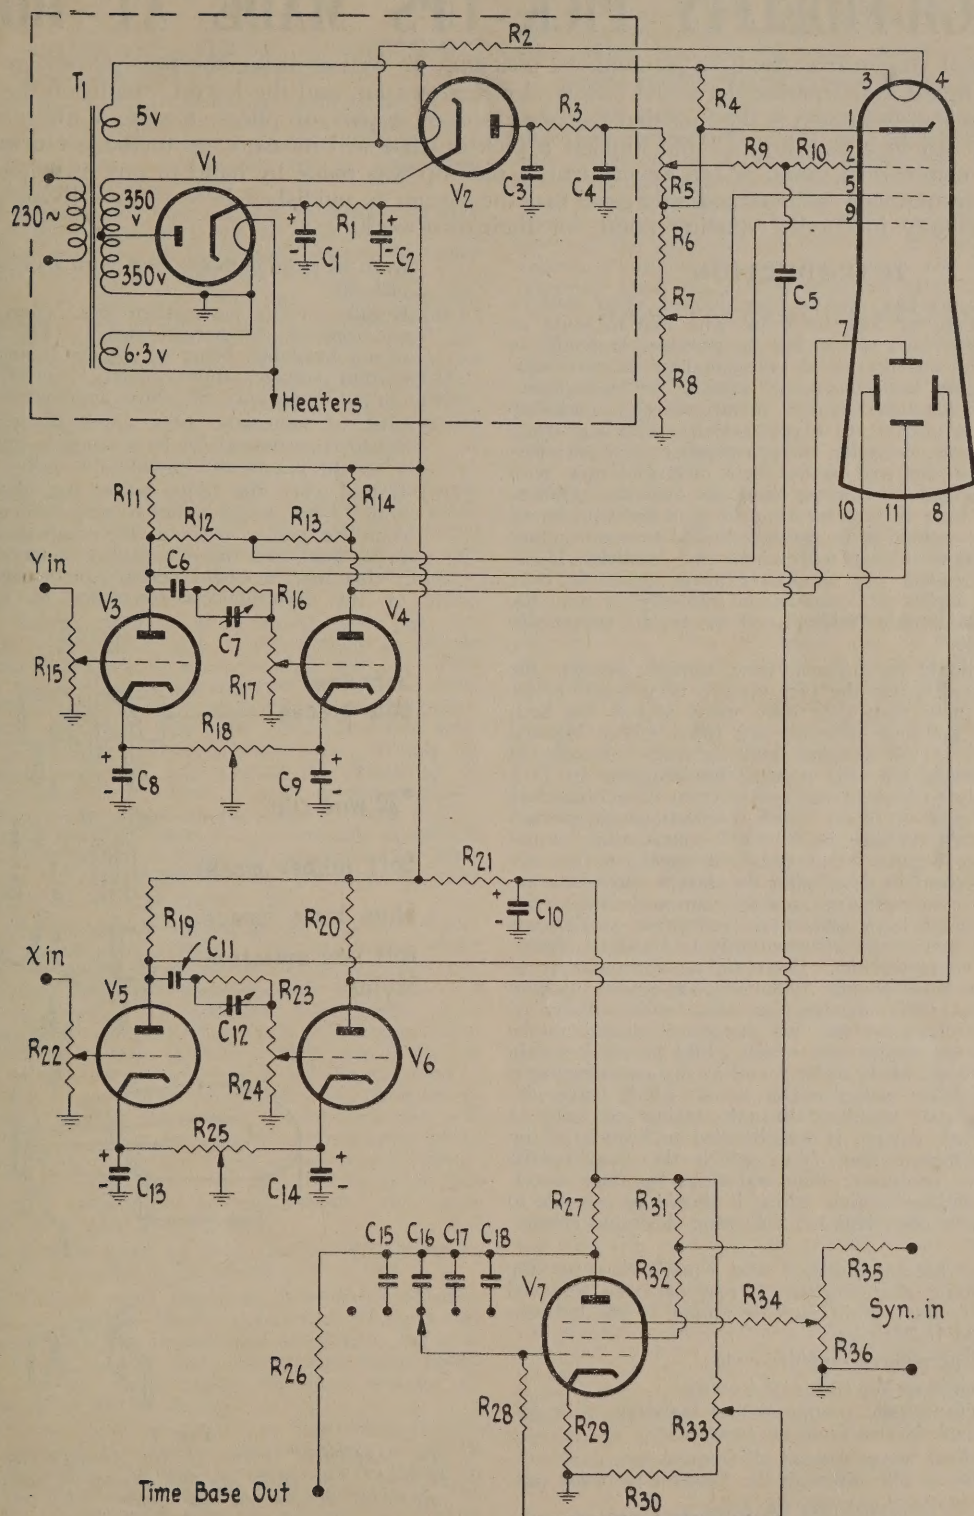 R2
T1
3
4
5v
R3
R4
1
V1
R9
R10
2
V2
C3
C4
R5
5
350
v
9
230~
+
R1
+
R6
-
C1
-
C2
350v
R7
C5
7
6.3 v
R8
Heaters
R11
R14
R12
R13
10
11
8
Y in
C6
V3
R16
V4
C7
R15
R17
R18
+
+
-
C8
C9
-
R21
+
R19
R20
-
C10
X in
C11
V5
R23
C12
R22
V6
R24
R25
+
+
-
C13
C14
-
R27
R31
C15
C16
C17
C18
R32
R35
V7
R34
Syn. in
R26
R36
R28
R29
R33
Time Base Out
R30